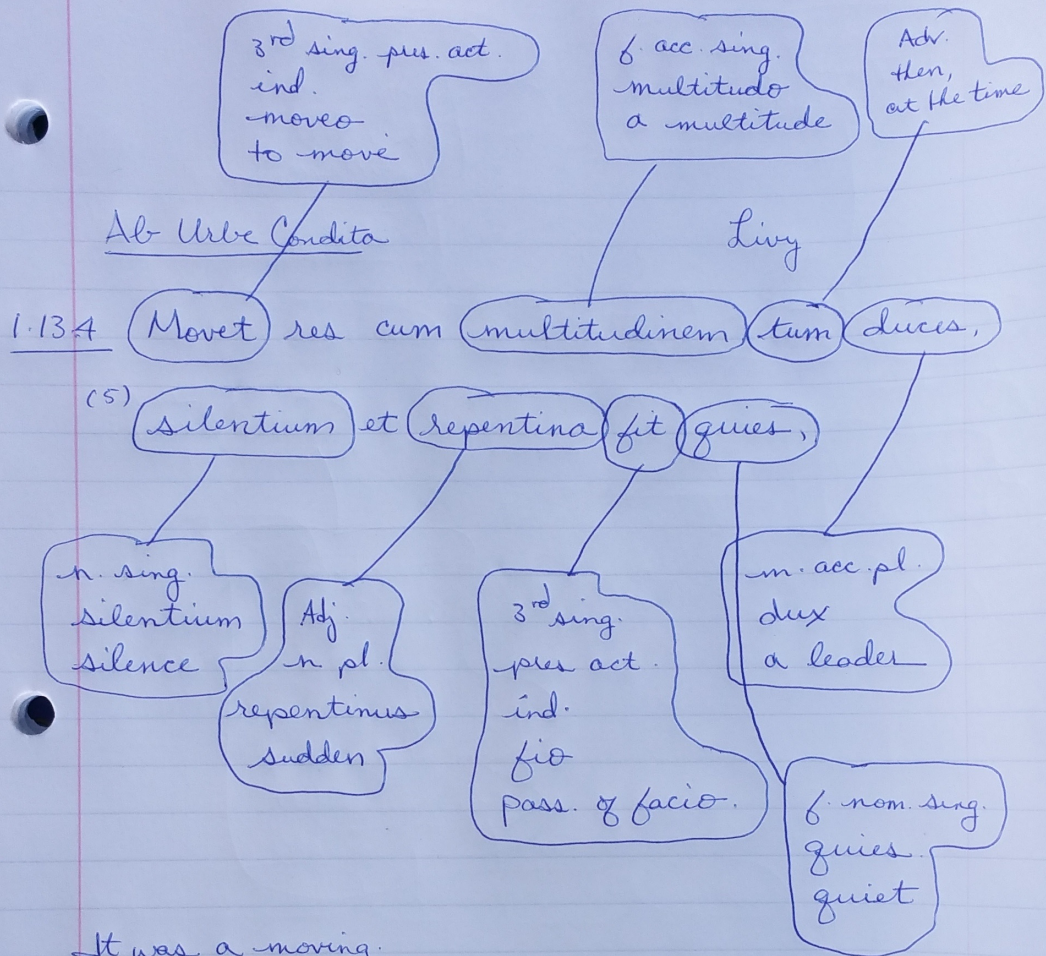 3rd sing. pres. act.
ind.
moveo
to move
f. acc. sing.
multitudo
a multitude
Adv.
then,
at the time
Ab Urbe Condita
Livy
1.13.4 Movet res cum multitudinem tum duces,
(5) silentium et repentina fit quies,
n. sing.
silentium
silence
Adj.
n pl.
repentinus
sudden
3rd sing.
pres act.
ind.
fio
pass. of facio.
m. acc. pl.
dux
a leader
f. nom. sing.
quies
quiet
It was a moving.